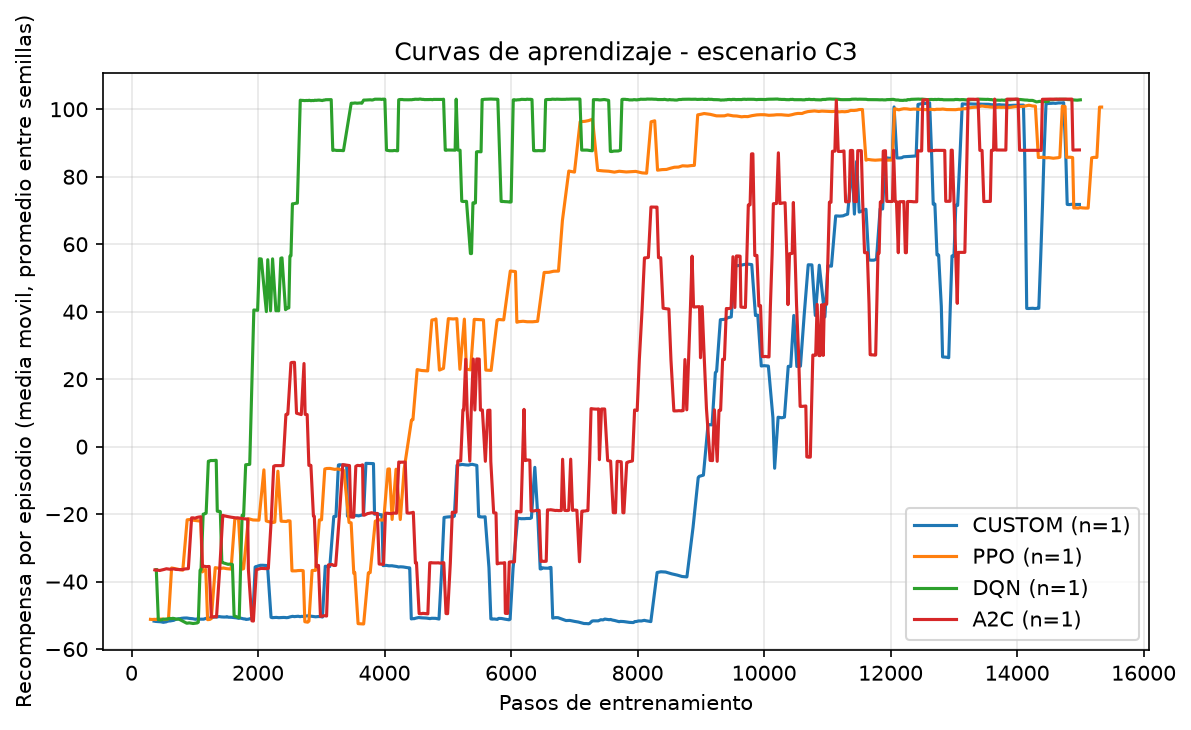 Curvas de aprendizaje - escenario C3
Recompensa por episodio (media movil, promedio entre semillas)
100
80
60
40
20
0
−20
−40
−60
CUSTOM (n=1)
PPO (n=1)
DQN (n=1)
A2C (n=1)
0 2000 4000 6000 8000 10000 12000 14000 16000
Pasos de entrenamiento